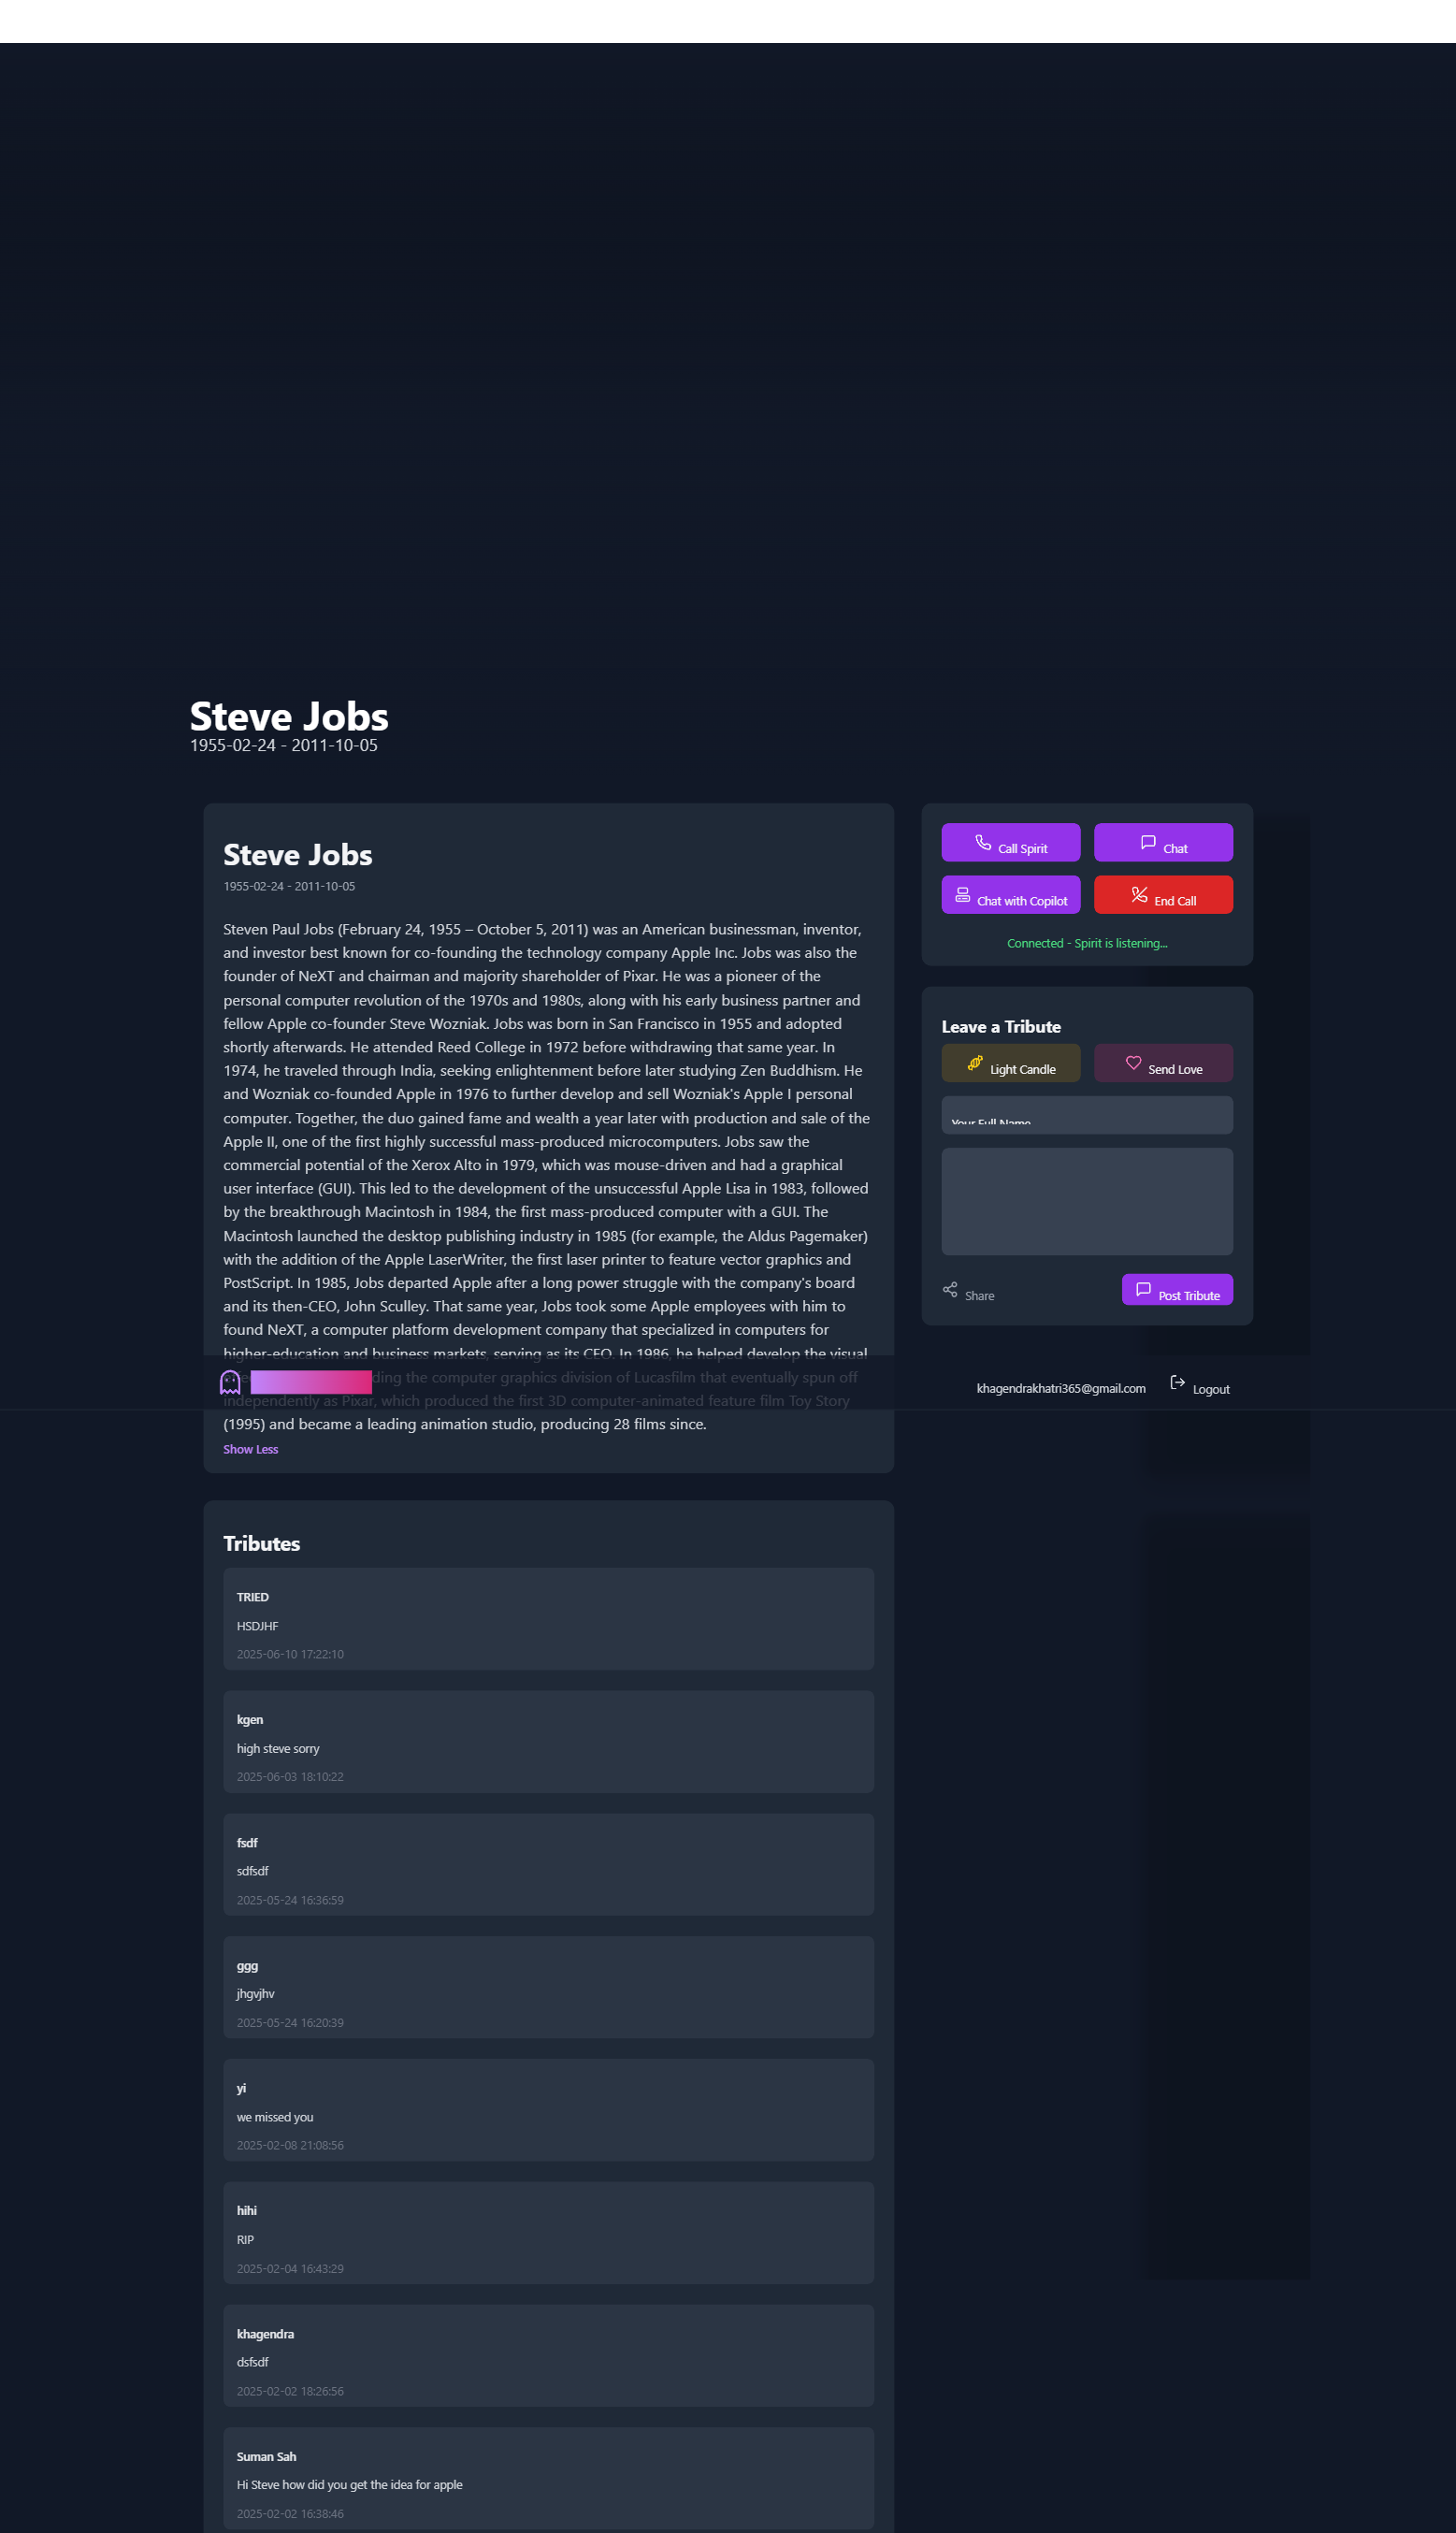 Steve Jobs
1955-02-24 - 2011-10-05
Steve Jobs
1955-02-24 - 2011-10-05
Steven Paul Jobs (February 24, 1955 – October 5, 2011) was an American businessman, inventor,
and investor best known for co-founding the technology company Apple Inc. Jobs was also the
founder of NeXT and chairman and majority shareholder of Pixar. He was a pioneer of the
personal computer revolution of the 1970s and 1980s, along with his early business partner and
fellow Apple co-founder Steve Wozniak. Jobs was born in San Francisco in 1955 and adopted
shortly afterwards. He attended Reed College in 1972 before withdrawing that same year. In
1974, he traveled through India, seeking enlightenment before later studying Zen Buddhism. He
and Wozniak co-founded Apple in 1976 to further develop and sell Wozniak's Apple I personal
computer. Together, the duo gained fame and wealth a year later with production and sale of the
Apple II, one of the first highly successful mass-produced microcomputers. Jobs saw the
commercial potential of the Xerox Alto in 1979, which was mouse-driven and had a graphical
user interface (GUI). This led to the development of the unsuccessful Apple Lisa in 1983, followed
by the breakthrough Macintosh in 1984, the first mass-produced computer with a GUI. The
Macintosh launched the desktop publishing industry in 1985 (for example, the Aldus Pagemaker)
with the addition of the Apple LaserWriter, the first laser printer to feature vector graphics and
PostScript. In 1985, Jobs departed Apple after a long power struggle with the company's board
and its then-CEO, John Sculley. That same year, Jobs took some Apple employees with him to
found NeXT, a computer platform development company that specialized in computers for
higher-education and business markets, serving as its CEO. In 1986, he helped develop the visual
the computer graphics division of Lucasfilm that eventually spun off
independently as Pixar, which produced the first 3D computer-animated feature film Toy Story
(1995) and became a leading animation studio, producing 28 films since.
Show Less
Call Spirit
Chat
Chat with Copilot
End Call
Connected - Spirit is listening...
Leave a Tribute
Light Candle
Send Love
Your Full Name
Share
Post Tribute
khagendrakhatri365@gmail.com
Logout
Tributes
TRIED
HSDJHF
2025-06-10 17:22:10
kgen
high steve sorry
2025-06-03 18:10:22
fsdf
sdfsdf
2025-05-24 16:36:59
ggg
jhgvjhv
2025-05-24 16:20:39
yi
we missed you
2025-02-08 21:08:56
hihi
RIP
2025-02-04 16:43:29
khagendra
dsfsdf
2025-02-02 18:26:56
Suman Sah
Hi Steve how did you get the idea for apple
2025-02-02 16:38:46